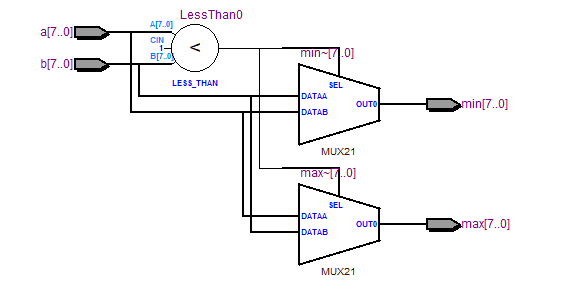 LessThan0
a[7..0]
A[7..0]
CIN
1
B[7..0]
<
b[7..0]
LESS_THAN
min~[7..0]
SEL
DATAA
DATAB
OUT0
min[7..0]
MUX21
max~[7..0]
SEL
DATAA
DATAB
OUT0
max[7..0]
MUX21